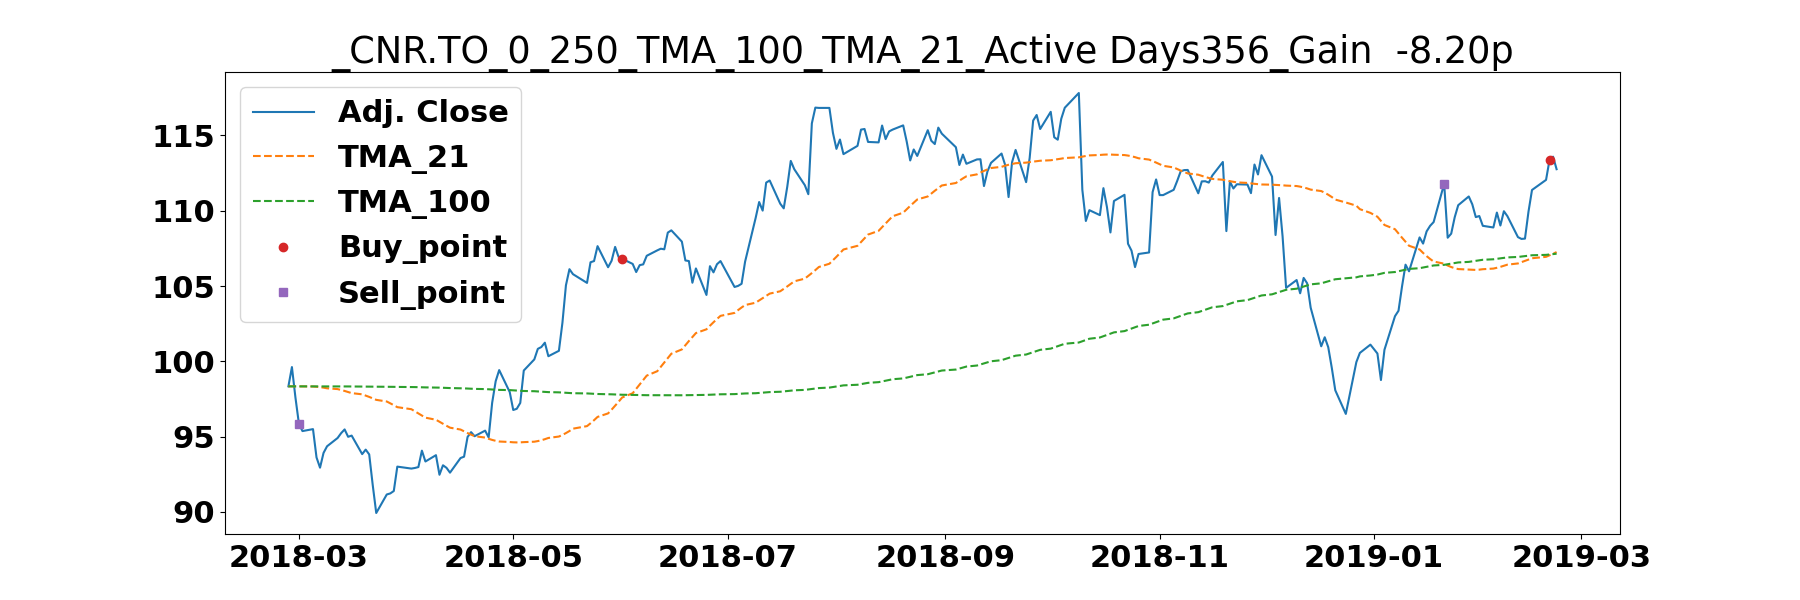 _CNR.TO_0_250_TMA_100_TMA_21_Active Days356_Gain  -8.20p
Adj. Close
TMA_21
TMA_100
Buy_point
Sell_point
115
110
105
100
95
90
2018-03 2018-05 2018-07 2018-09 2018-11 2019-01 2019-03